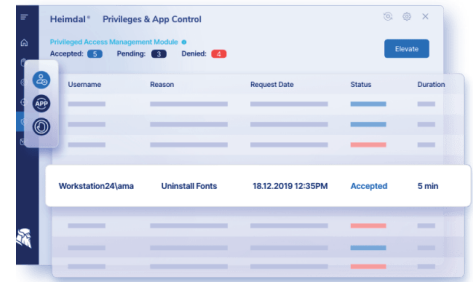 Heimdal® Privileges & App Control
Privileged Access Management Module
Accepted: 5 Pending: 3 Denied: 4
Elevate
APP
Username Reason Request Date Status Duration
Workstation24\ama Uninstall Fonts 18.12.2019 12:35PM Accepted 5 min